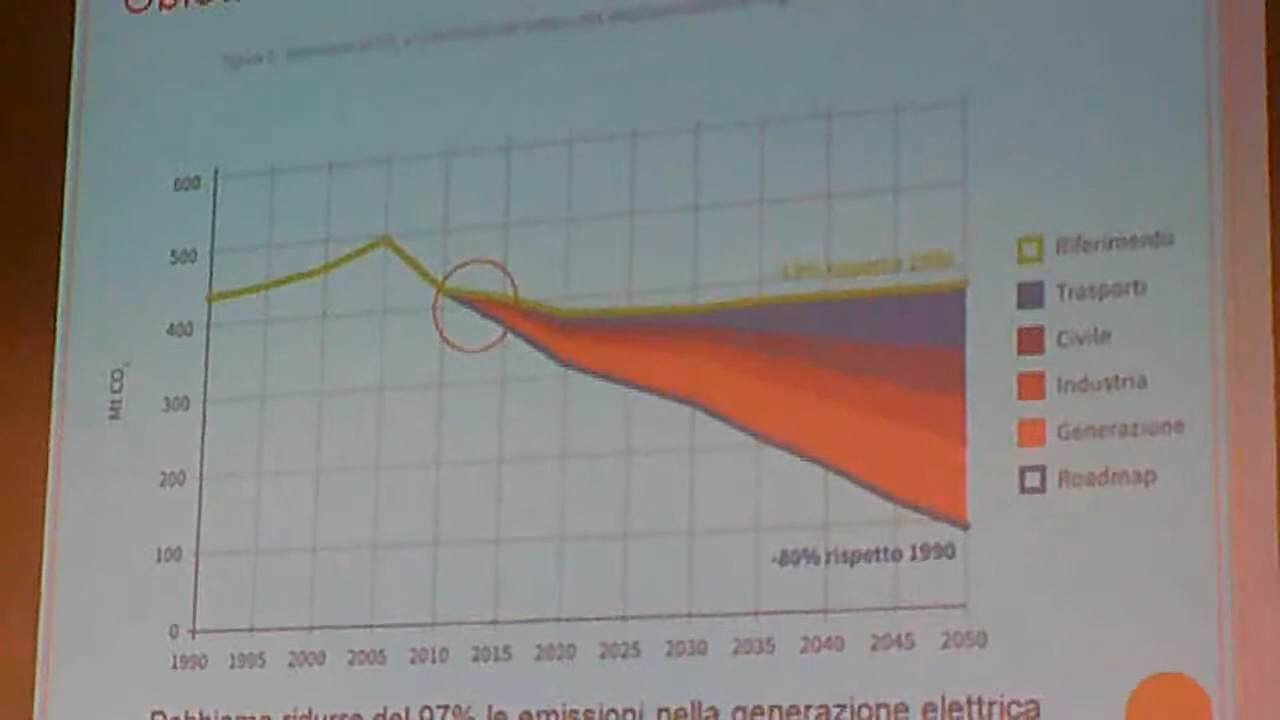 600
500
400
300
200
100
0
Mt CO₂
1990 1995 2000 2005 2010 2015 2020 2025 2030 2035 2040 2045 2050
rispetto
-80% rispetto 1990
Riferimento
Trasporti
Civile
Industria
Generazione
Roadmap
Dobbiamo ridurre del 97% le emissioni nella generazione elettrica